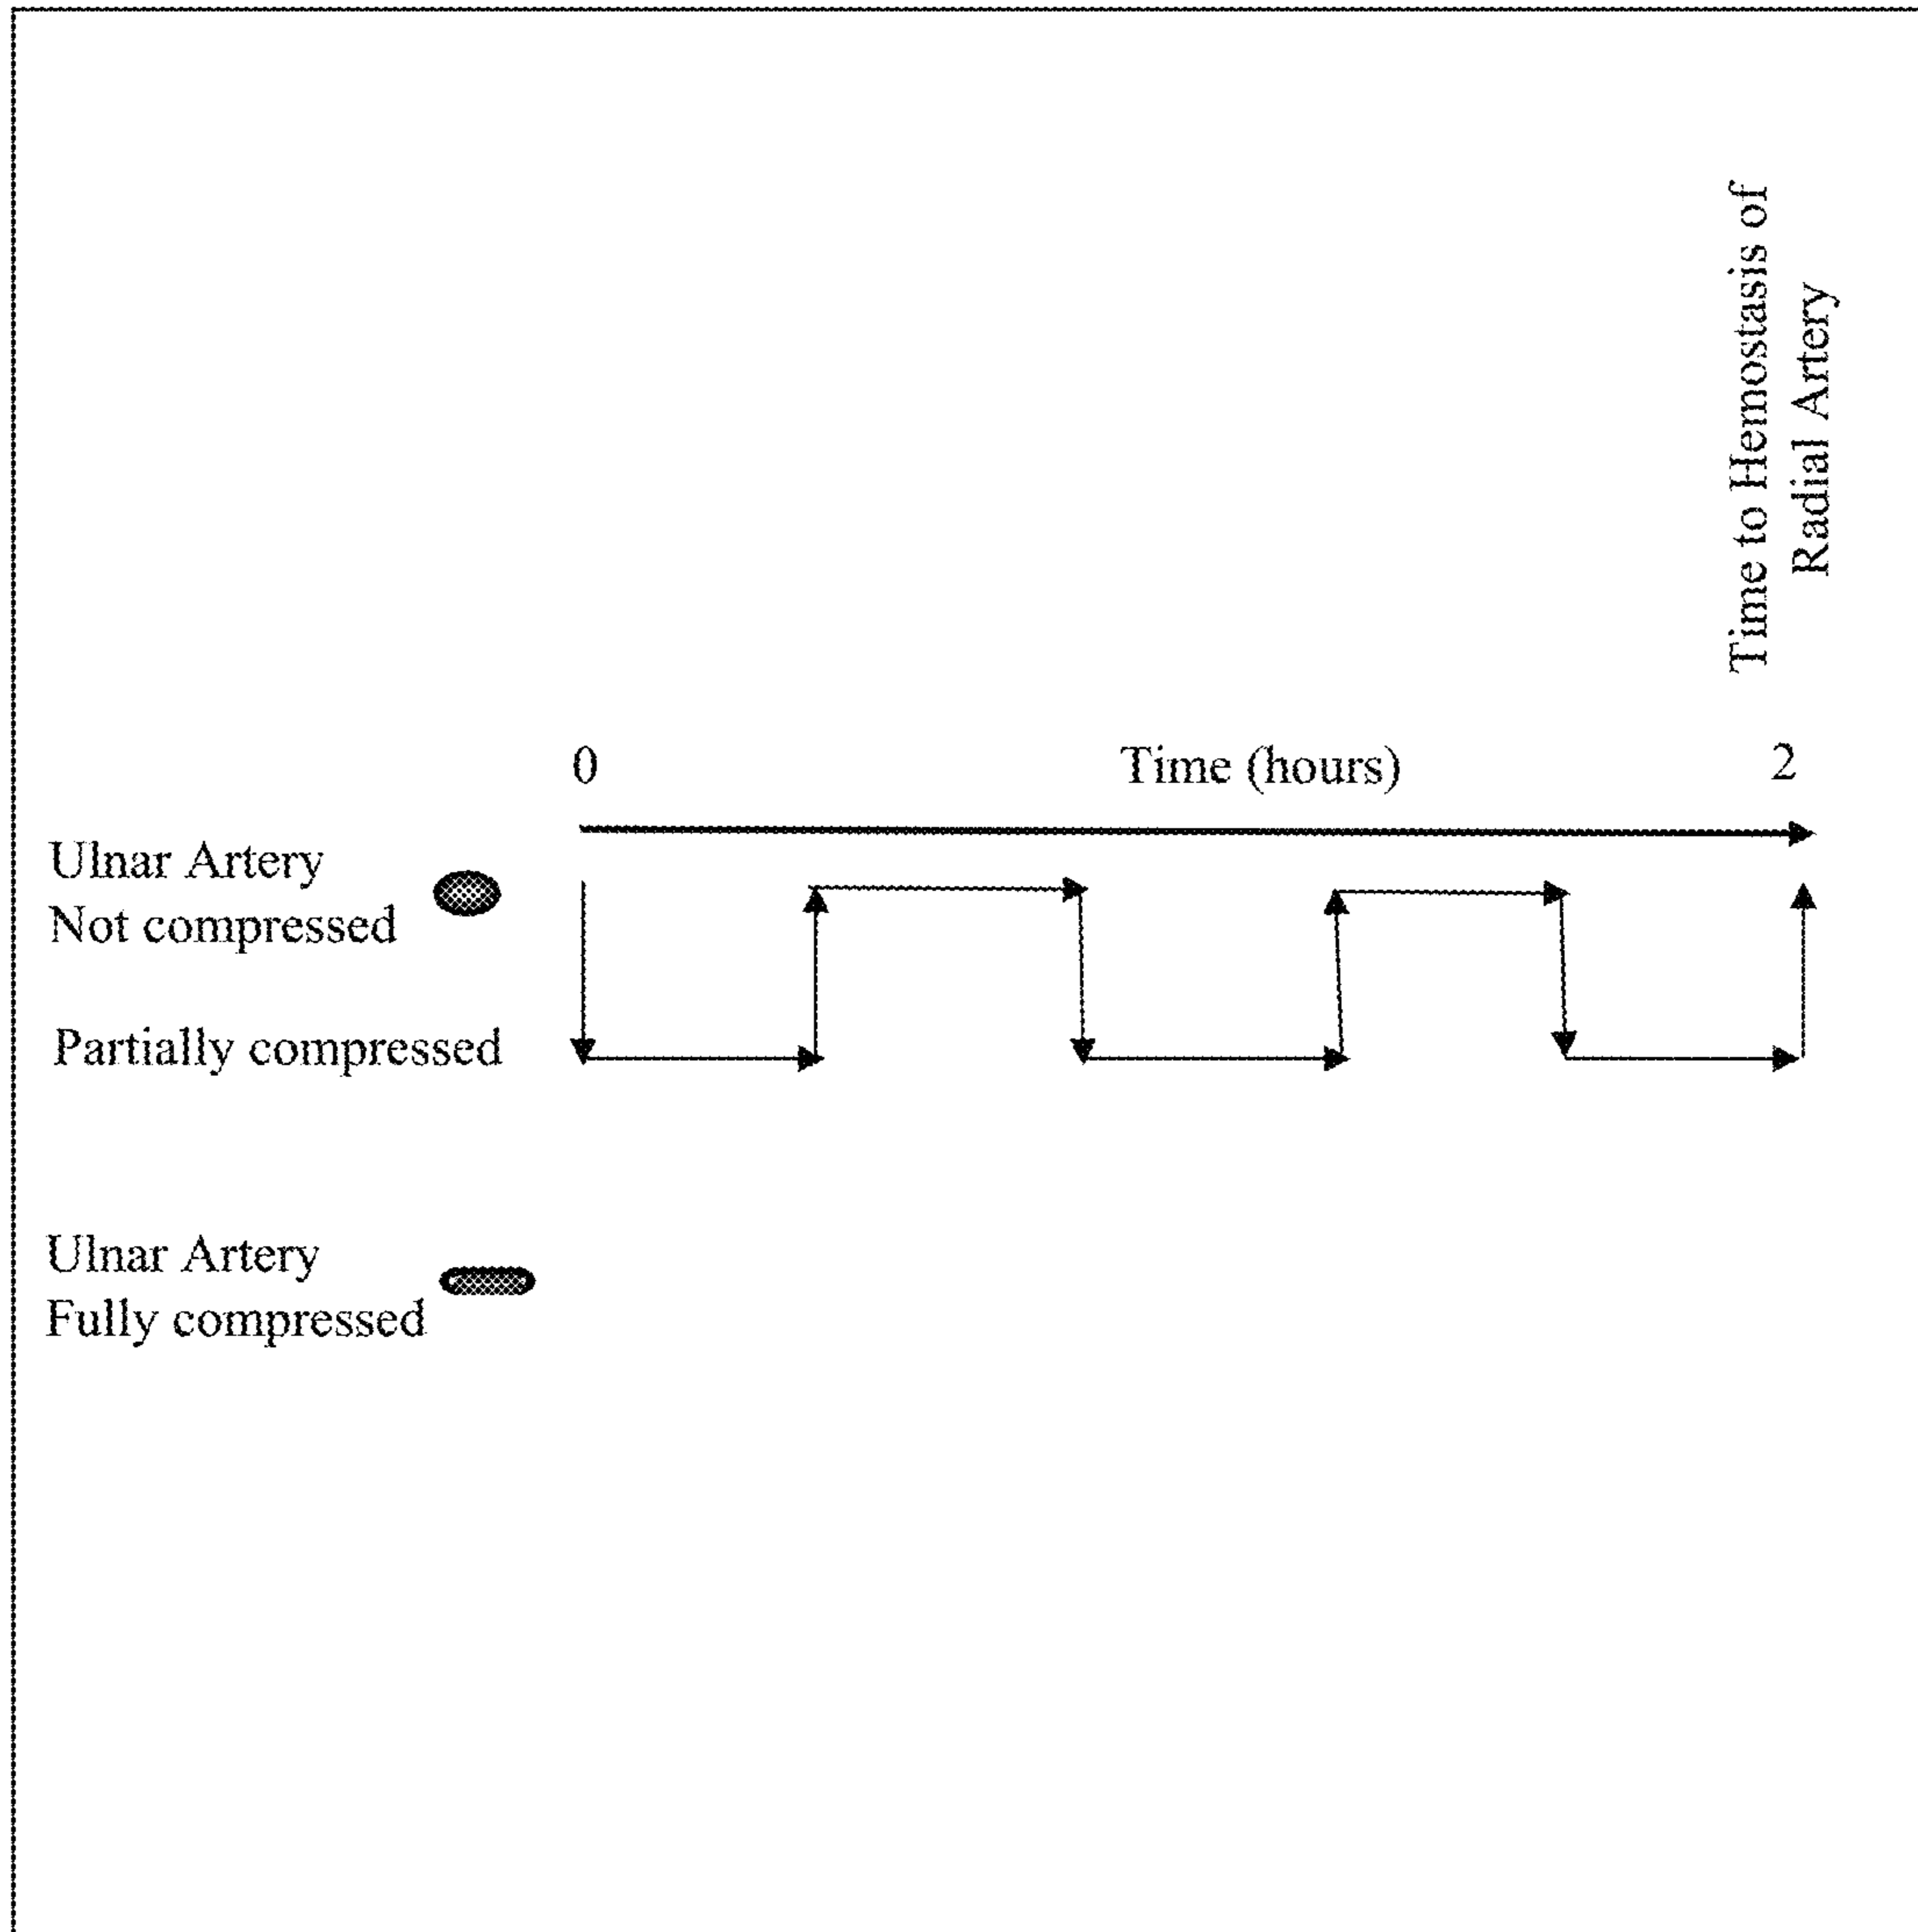 Time to Hemostasis of
Radial Artery
0
Time (hours)
2
Ulnar Artery
Not compressed
Partially compressed
Ulnar Artery
Fully compressed